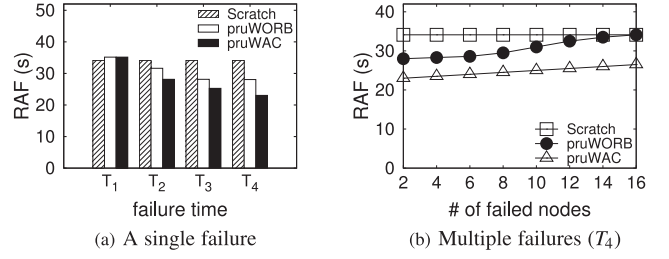 50
40
30
20
10
0
RAF (s)
Scratch
pruWORB
pruWAC
T1 T2 T3 T4
failure time
(a) A single failure
40
30
20
10
0
RAF (s)
Scratch
pruWORB
pruWAC
2 4 6 8 10 12 14 16
# of failed nodes
(b) Multiple failures (T4)